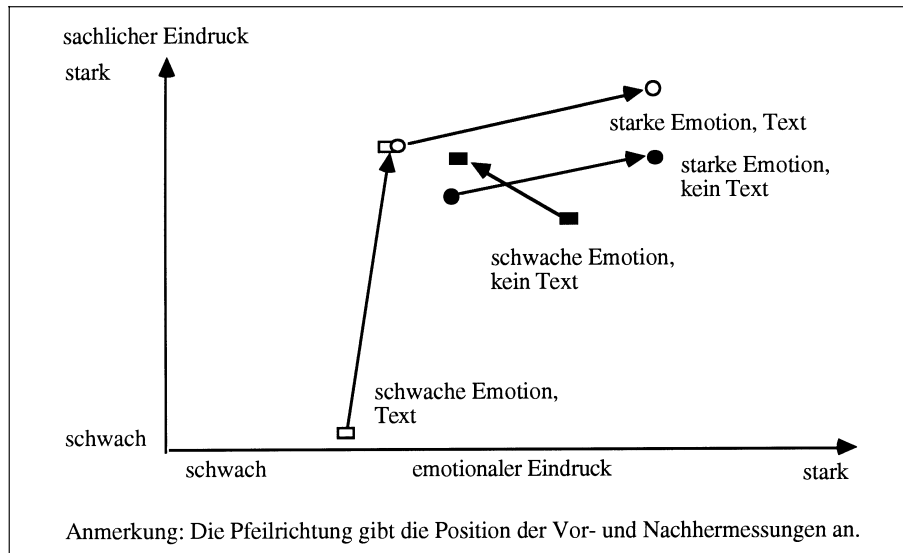 sachlicher Eindruck
stark
starke Emotion, Text
starke Emotion,
kein Text
schwache Emotion,
kein Text
schwache Emotion,
Text
schwach
schwach
emotionaler Eindruck
stark
Anmerkung: Die Pfeilrichtung gibt die Position der Vor- und Nachhermessungen an.